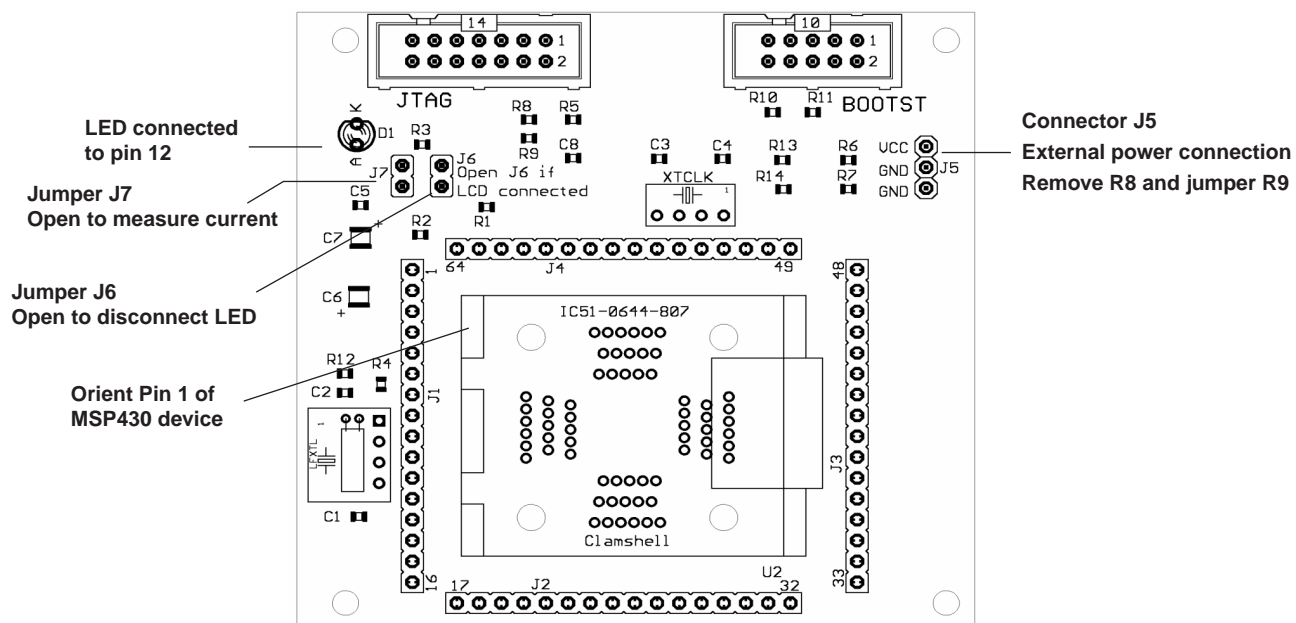 14
10
1
2
1
2
JTAG
BOOTST
K
D1
A
R3
R8
R5
R9
C8
R10
R11
C3
C4
R13
R6
R14
R7
VCC
GND
GND
J5
LED connected
to pin 12
Connector J5
External power connection
Remove R8 and jumper R9
J7
J6
Open J6 if
LCD connected
XTCLK
1
Jumper J7
Open to measure current
C5
+
C7
R2
R1
64
J4
49
1
48
Jumper J6
Open to disconnect LED
C6
+
IC51-0644-807
R12
R4
C2
J1
Orient Pin 1 of
MSP430 device
1
LFXTL
J3
C1
Clamshell
U2
16
17
J2
32
33